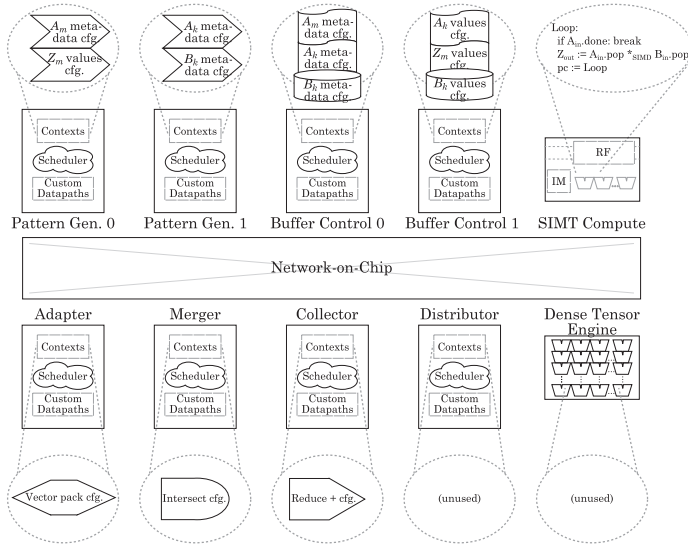 A_m meta-
data cfg.
Z_m values
cfg.
A_k meta-
data cfg.
B_k meta-
data cfg.
A_m meta-
data cfg.
A_k meta-
data cfg.
B_k meta-
data cfg.
A_k values
cfg.
Z_m values
cfg.
B_k values
cfg.
Loop:
if A_in.done: break
Z_out := A_in.pop *_SIMD B_in.pop
pc := Loop
Contexts
Scheduler
Custom
Datapaths
Contexts
Scheduler
Custom
Datapaths
Contexts
Scheduler
Custom
Datapaths
Contexts
Scheduler
Custom
Datapaths
RF
IM
...
Pattern Gen. 0
Pattern Gen. 1
Buffer Control 0
Buffer Control 1
SIMT Compute
Network-on-Chip
Adapter
Merger
Collector
Distributor
Dense Tensor
Engine
Contexts
Scheduler
Custom
Datapaths
Contexts
Scheduler
Custom
Datapaths
Contexts
Scheduler
Custom
Datapaths
Contexts
Scheduler
Custom
Datapaths
Vector pack cfg.
Intersect cfg.
Reduce + cfg.
(unused)
(unused)